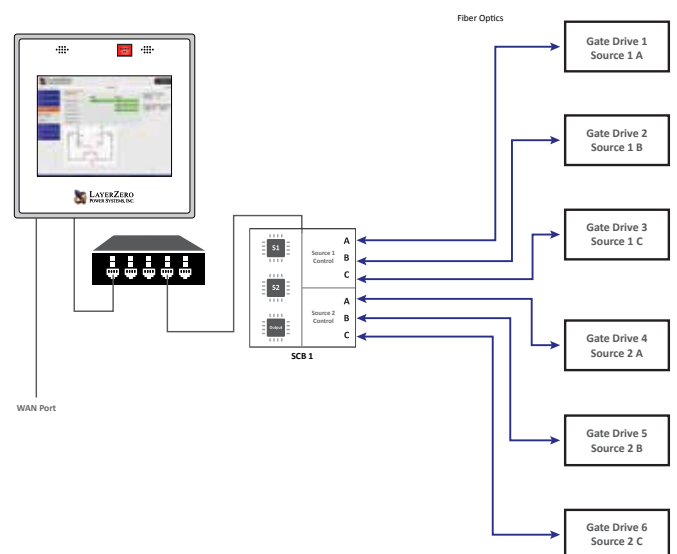 Fiber Optics
Gate Drive 1
Source 1 A
Gate Drive 2
Source 1 B
Gate Drive 3
Source 1 C
Gate Drive 4
Source 2 A
Gate Drive 5
Source 2 B
Gate Drive 6
Source 2 C
LAYERZERO
POWER SYSTEMS, INC.
S1
S2
Output
Source 1
Control
A
B
C
Source 2
Control
A
B
C
SCB 1
WAN Port